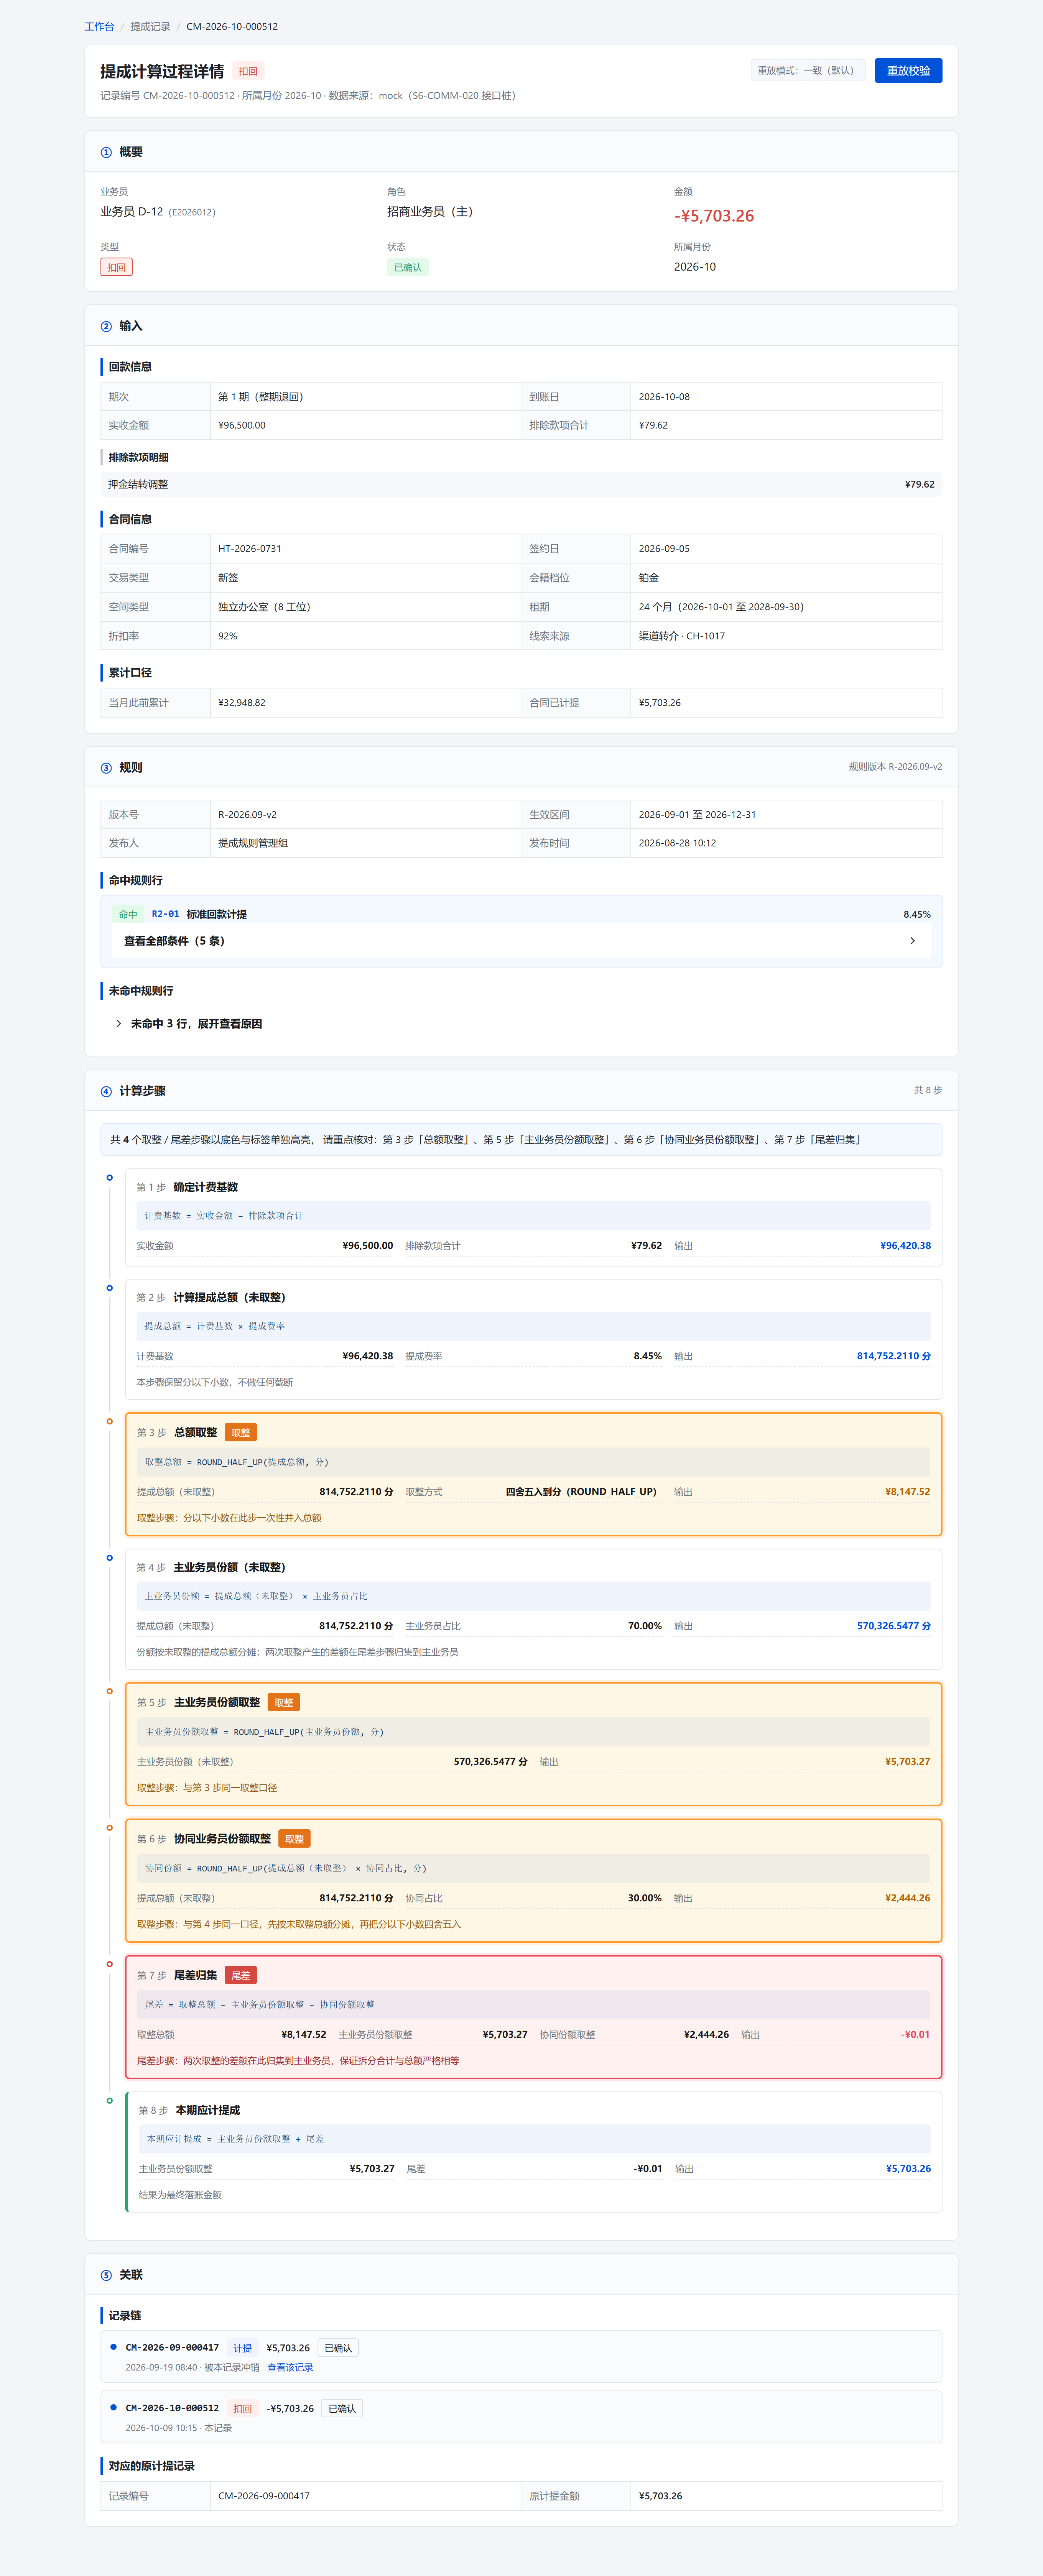 工作台 / 提成记录 / CM-2026-10-000512
提成计算过程详情 扣回 重放模式：一致（默认） 重放校验
记录编号 CM-2026-10-000512 · 所属月份 2026-10 · 数据来源：mock（S6-COMM-020 接口桩）
① 概要
业务员 角色 金额
业务员 D-12（E2026012） 招商业务员（主） -¥5,703.26
类型 状态 所属月份
扣回 已确认 2026-10
② 输入
回款信息
期次 第 1 期（整期退回） 到账日 2026-10-08
实收金额 ¥96,500.00 排除款项合计 ¥79.62
排除款项明细
押金结转调整 ¥79.62
合同信息
合同编号 HT-2026-0731 签约日 2026-09-05
交易类型 新签 会籍档位 铂金
空间类型 独立办公室（8 工位） 租期 24 个月（2026-10-01 至 2028-09-30）
折扣率 92% 线索来源 渠道转介 · CH-1017
累计口径
当月此前累计 ¥32,948.82 合同已计提 ¥5,703.26
③ 规则 规则版本 R-2026.09-v2
版本号 R-2026.09-v2 生效区间 2026-09-01 至 2026-12-31
发布人 提成规则管理组 发布时间 2026-08-28 10:12
命中规则行
命中 R2-01 标准回款计提 8.45%
查看全部条件（5 条）
未命中规则行
未命中 3 行，展开查看原因
④ 计算步骤 共 8 步
共 4 个取整 / 尾差步骤以底色与标签单独高亮， 请重点核对：第 3 步「总额取整」、第 5 步「主业务员份额取整」、第 6 步「协同业务员份额取整」、第 7 步「尾差归集」
第 1 步 确定计费基数
计费基数 = 实收金额 − 排除款项合计
实收金额 ¥96,500.00 排除款项合计 ¥79.62 输出 ¥96,420.38
第 2 步 计算提成总额（未取整）
提成总额 = 计费基数 × 提成费率
计费基数 ¥96,420.38 提成费率 8.45% 输出 814,752.2110 分
本步骤保留分以下小数，不做任何截断
第 3 步 总额取整 取整
取整总额 = ROUND_HALF_UP(提成总额, 分)
提成总额（未取整） 814,752.2110 分 取整方式 四舍五入到分（ROUND_HALF_UP） 输出 ¥8,147.52
取整步骤：分以下小数在此步一次性并入总额
第 4 步 主业务员份额（未取整）
主业务员份额 = 提成总额（未取整） × 主业务员占比
提成总额（未取整） 814,752.2110 分 主业务员占比 70.00% 输出 570,326.5477 分
份额按未取整的提成总额分摊；两次取整产生的差额在尾差步骤归集到主业务员
第 5 步 主业务员份额取整 取整
主业务员份额取整 = ROUND_HALF_UP(主业务员份额, 分)
主业务员份额（未取整） 570,326.5477 分 输出 ¥5,703.27
取整步骤：与第 3 步同一取整口径
第 6 步 协同业务员份额取整 取整
协同份额 = ROUND_HALF_UP(提成总额（未取整） × 协同占比, 分)
提成总额（未取整） 814,752.2110 分 协同占比 30.00% 输出 ¥2,444.26
取整步骤：与第 4 步同一口径，先按未取整总额分摊，再把分以下小数四舍五入
第 7 步 尾差归集 尾差
尾差 = 取整总额 − 主业务员份额取整 − 协同份额取整
取整总额 ¥8,147.52 主业务员份额取整 ¥5,703.27 协同份额取整 ¥2,444.26 输出 -¥0.01
尾差步骤：两次取整的差额在此归集到主业务员，保证拆分合计与总额严格相等
第 8 步 本期应计提成
本期应计提成 = 主业务员份额取整 + 尾差
主业务员份额取整 ¥5,703.27 尾差 -¥0.01 输出 ¥5,703.26
结果为最终落账金额
⑤ 关联
记录链
CM-2026-09-000417 计提 ¥5,703.26 已确认
2026-09-19 08:40 · 被本记录冲销 查看该记录
CM-2026-10-000512 扣回 -¥5,703.26 已确认
2026-10-09 10:15 · 本记录
对应的原计提记录
记录编号 CM-2026-09-000417 原计提金额 ¥5,703.26